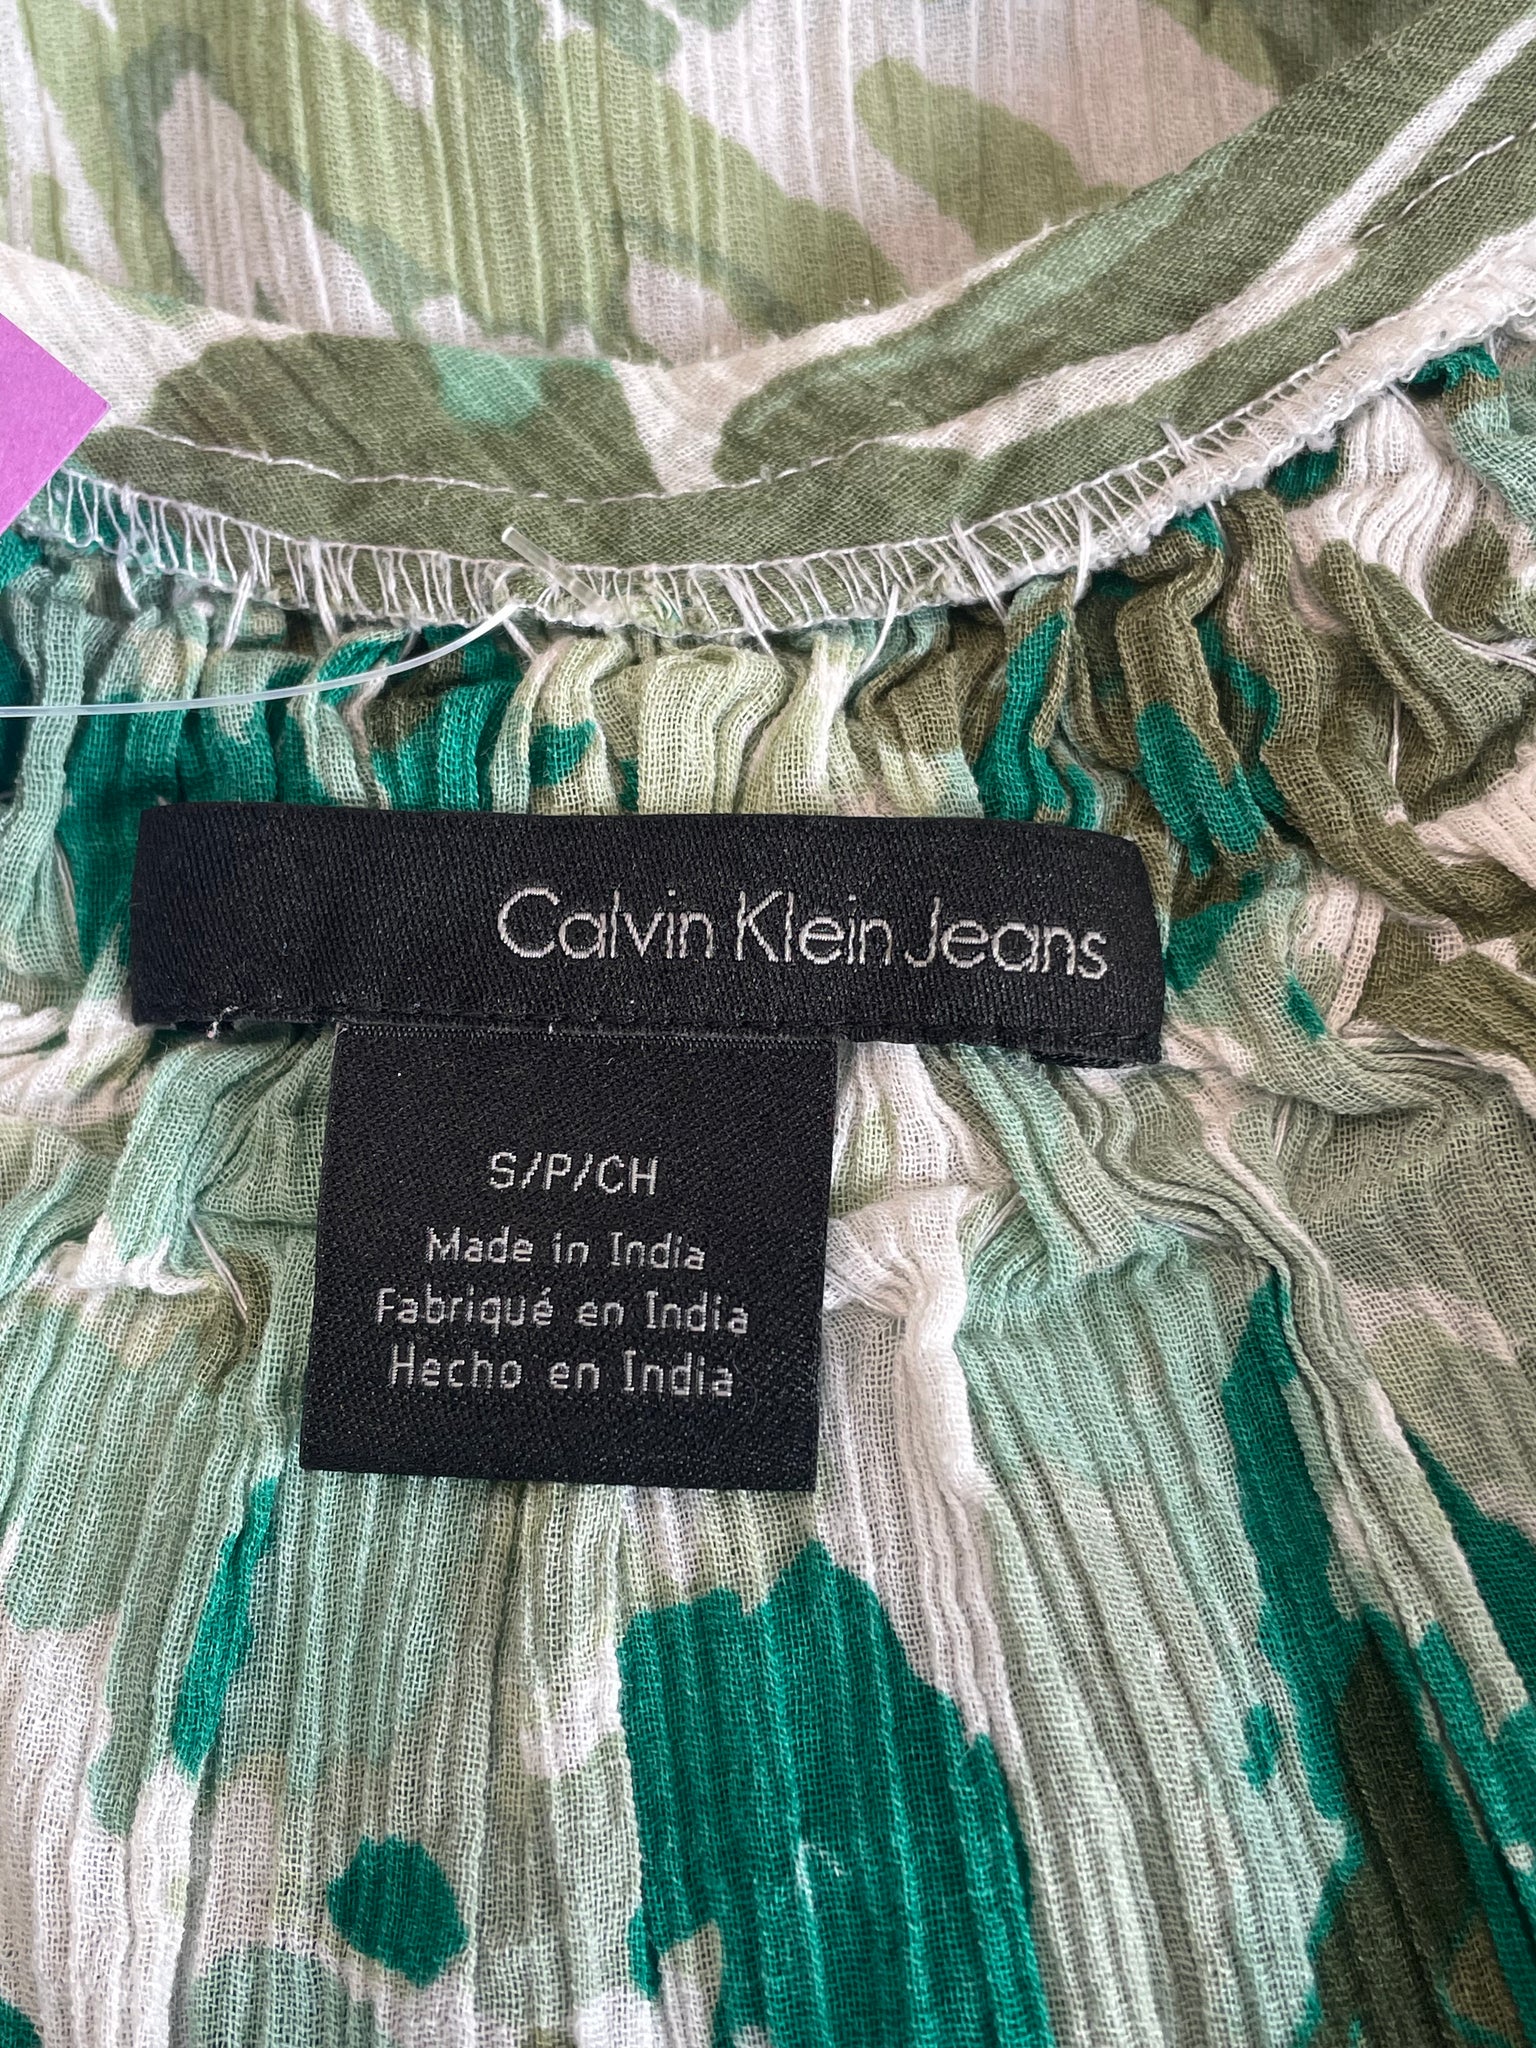 Calvin Klein Jeans
S/P/CH
Made in India
Fabriqué en India
Hecho en India